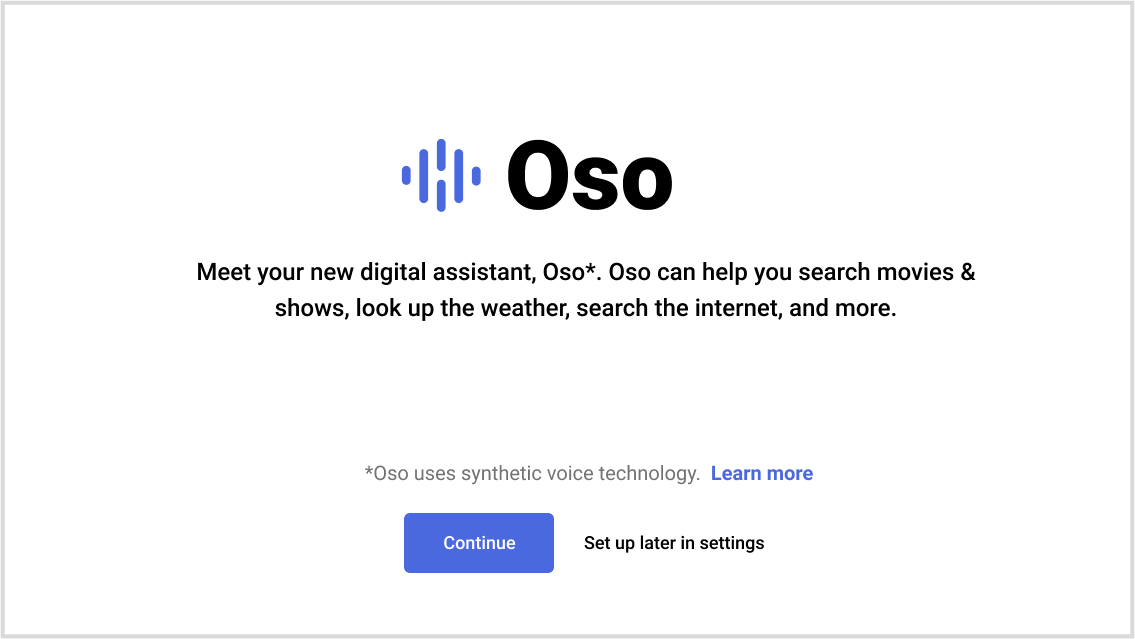 Oso
Meet your new digital assistant, Oso*. Oso can help you search movies &
shows, look up the weather, search the internet, and more.
*Oso uses synthetic voice technology. Learn more
Continue Set up later in settings